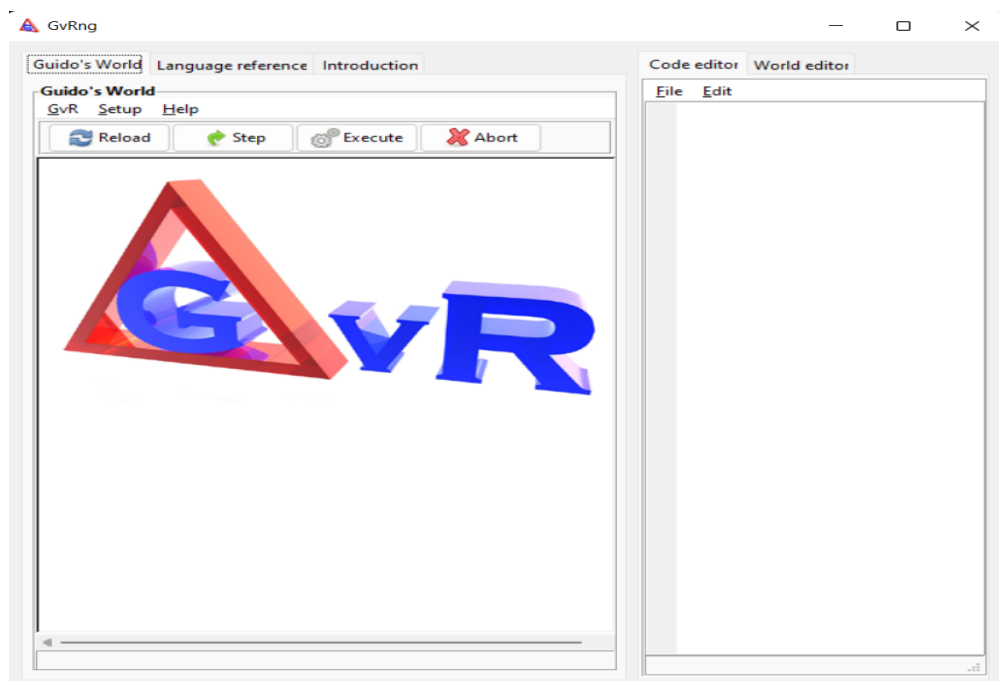 GvRng
Guido's World Language reference Introduction
Guido's World
GvR Setup Help
Reload Step Execute Abort
GvR
Code editor World editor
File Edit